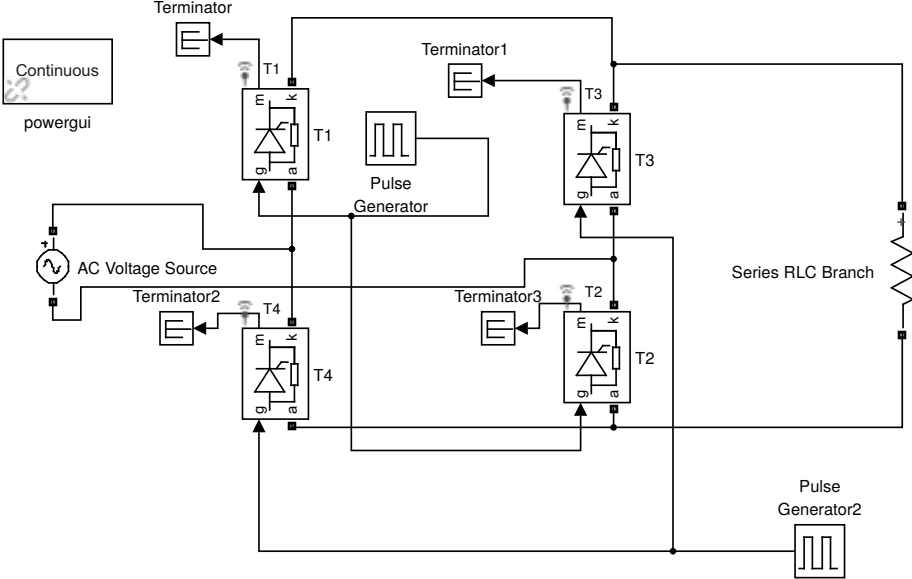 Terminator
Continuous
powergui
T1
m
k
T1
g
a
Pulse
Generator
Terminator1
T3
m
k
T3
g
a
+
AC Voltage Source
Series RLC Branch
+
Terminator2
T4
m
k
T4
g
a
Terminator3
T2
m
k
T2
g
a
Pulse
Generator2